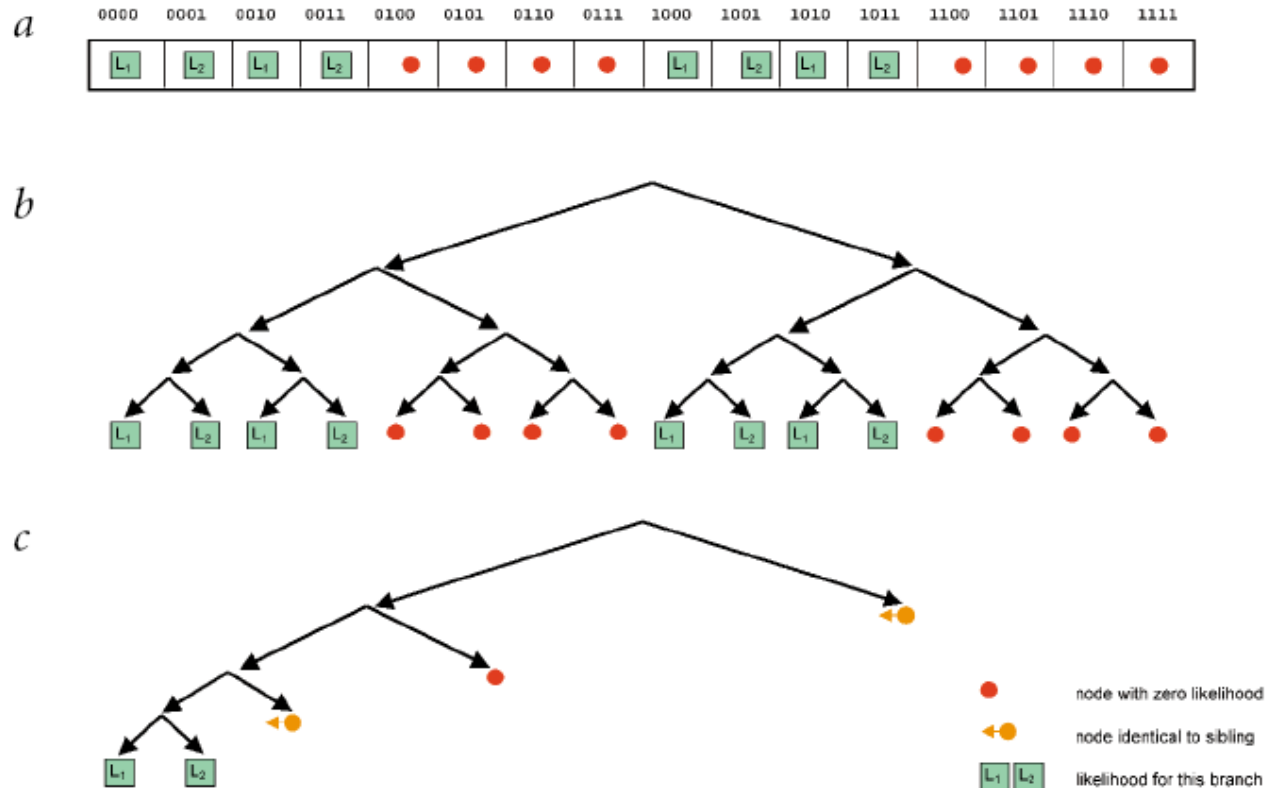 0000 0001 0010 0011 0100 0101 0110 0111 1000 1001 1010 1011 1100 1101 1110 1111
a
L1 L2 L1 L2 L1 L2 L1 L2
b
L1 L2 L1 L2 L1 L2 L1 L2
c
node with zero likelihood
node identical to sibling
L1 L2
L1 L2 likelihood for this branch